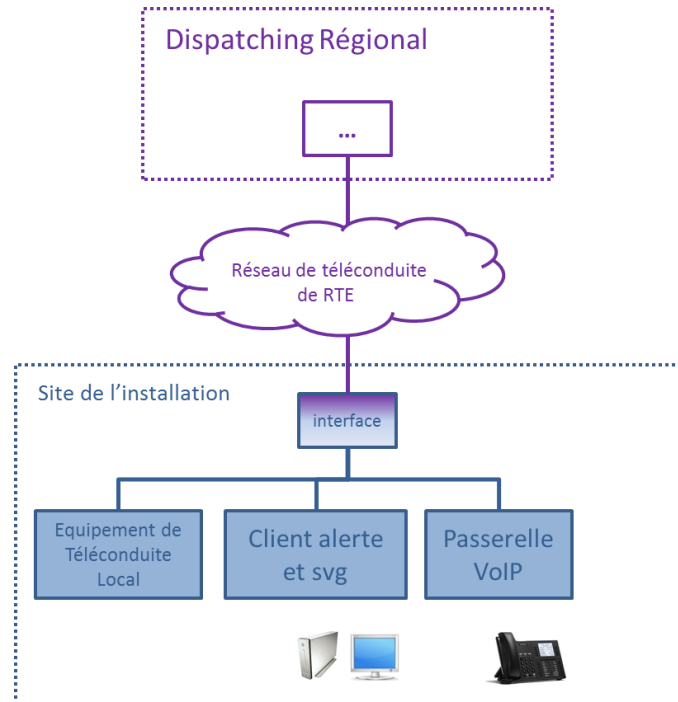 Dispatching Régional
...
Réseau de téléconduite
de RTE
Site de l’installation
interface
Equipement de
Téléconduite
Local
Client alerte
et svg
Passerelle
VoIP